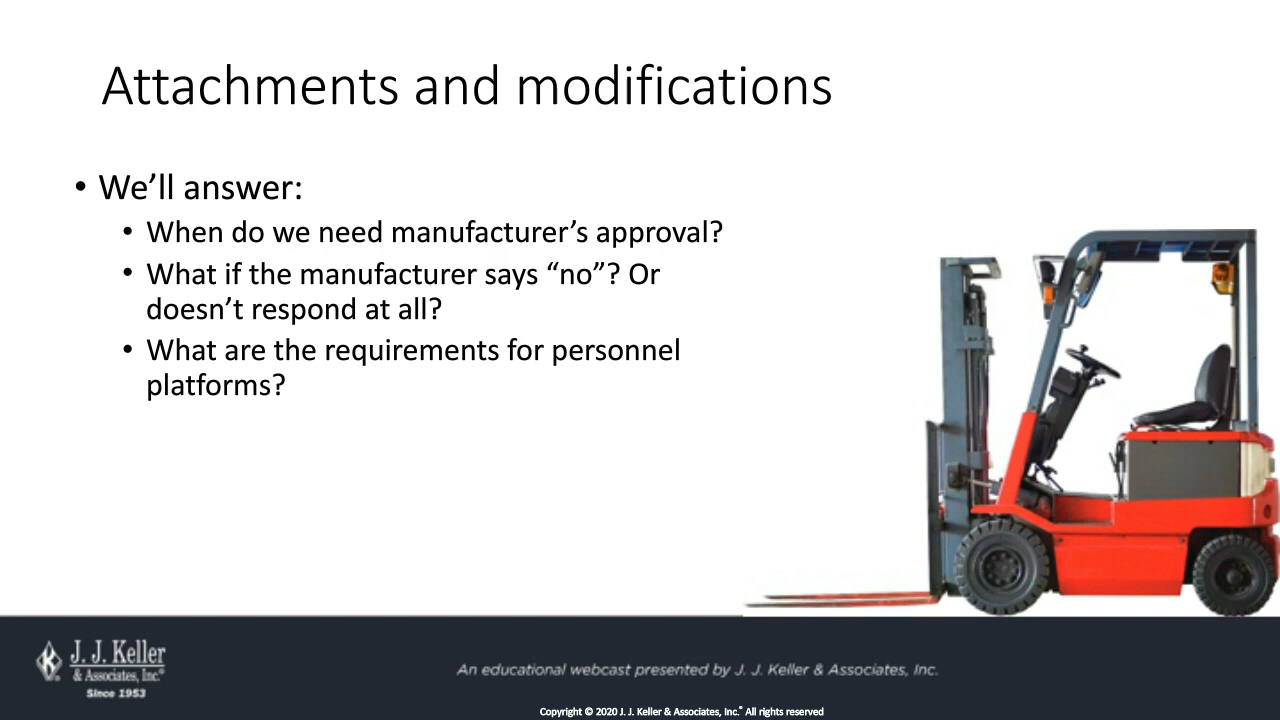 Attachments and modifications
• We’ll answer:
• When do we need manufacturer’s approval?
• What if the manufacturer says “no”? Or
doesn’t respond at all?
• What are the requirements for personnel
platforms?
J. J. Keller
& Associates, Inc.®
Since 1953
An educational webcast presented by J. J. Keller & Associates, Inc.
Copyright © 2020 J. J. Keller & Associates, Inc.® All rights reserved